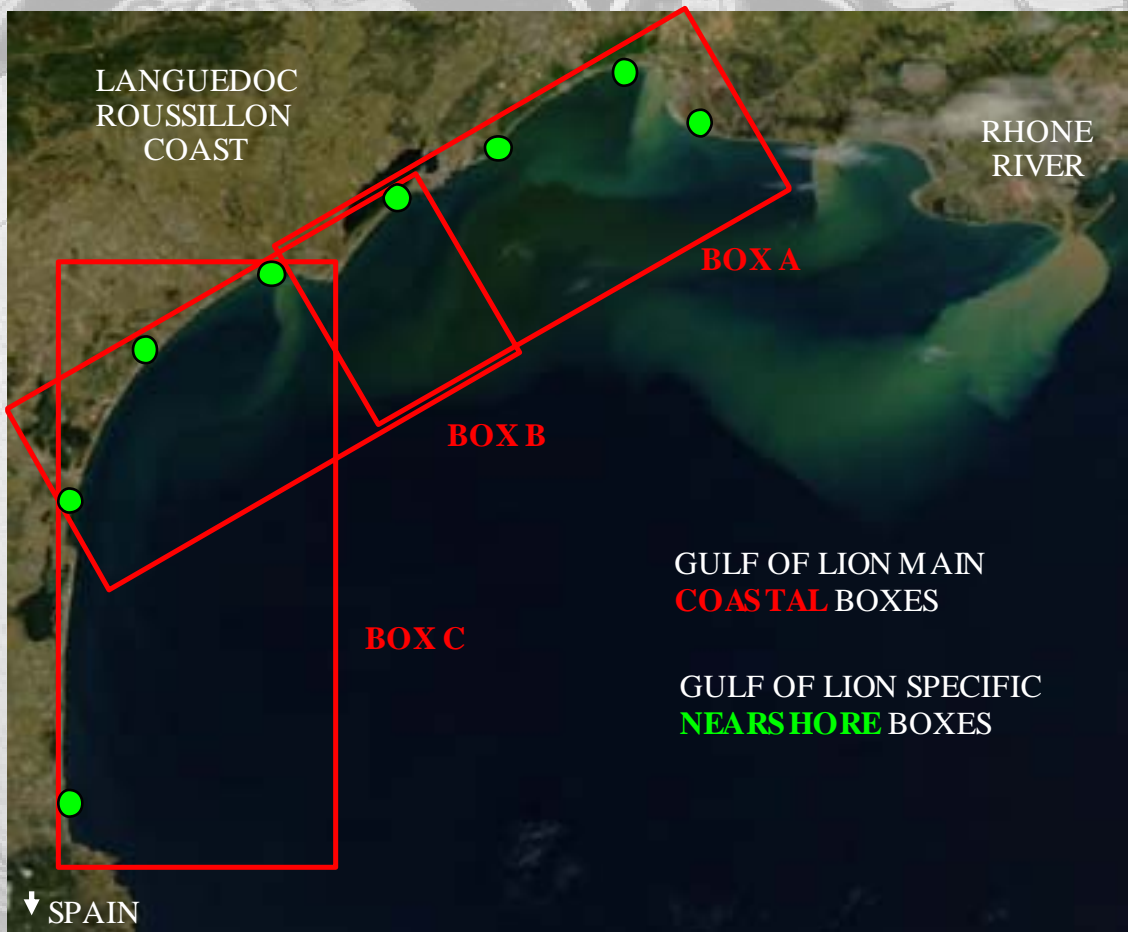 LANGUEDOC
ROUSSILLON
COAST
RHONE
RIVER
BOX A
BOX B
GULF OF LION MAIN
COASTAL BOXES
BOX C
GULF OF LION SPECIFIC
NEARSHORE BOXES
SPAIN